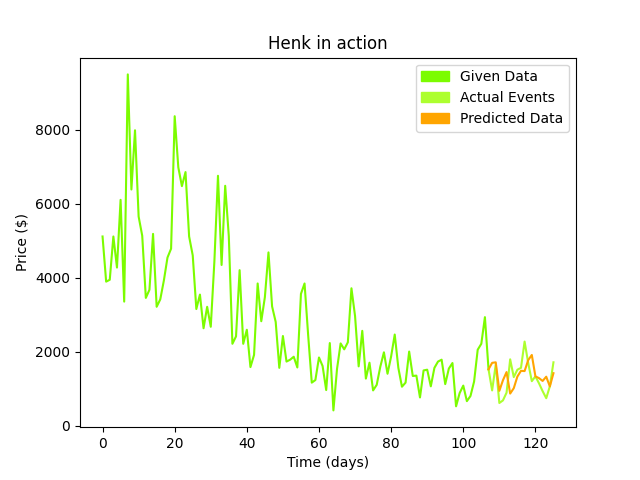 Henk in action
Given Data
Actual Events
Predicted Data
Price ($)
8000
6000
4000
2000
0
0 20 40 60 80 100 120
Time (days)